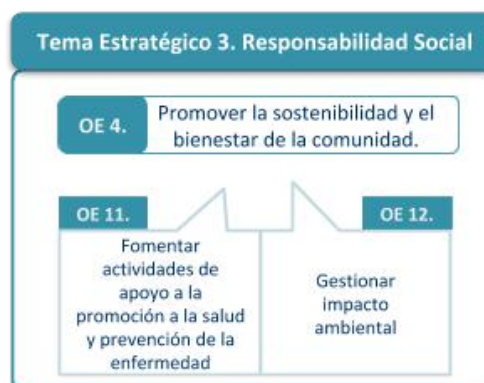 Tema Estratégico 3. Responsabilidad Social
OE 4.
Promover la sostenibilidad y el
bienestar de la comunidad.
OE 11.
Fomentar
actividades de
apoyo a la
promoción a la salud
y prevención de la
enfermedad
OE 12.
Gestionar
impacto
ambiental